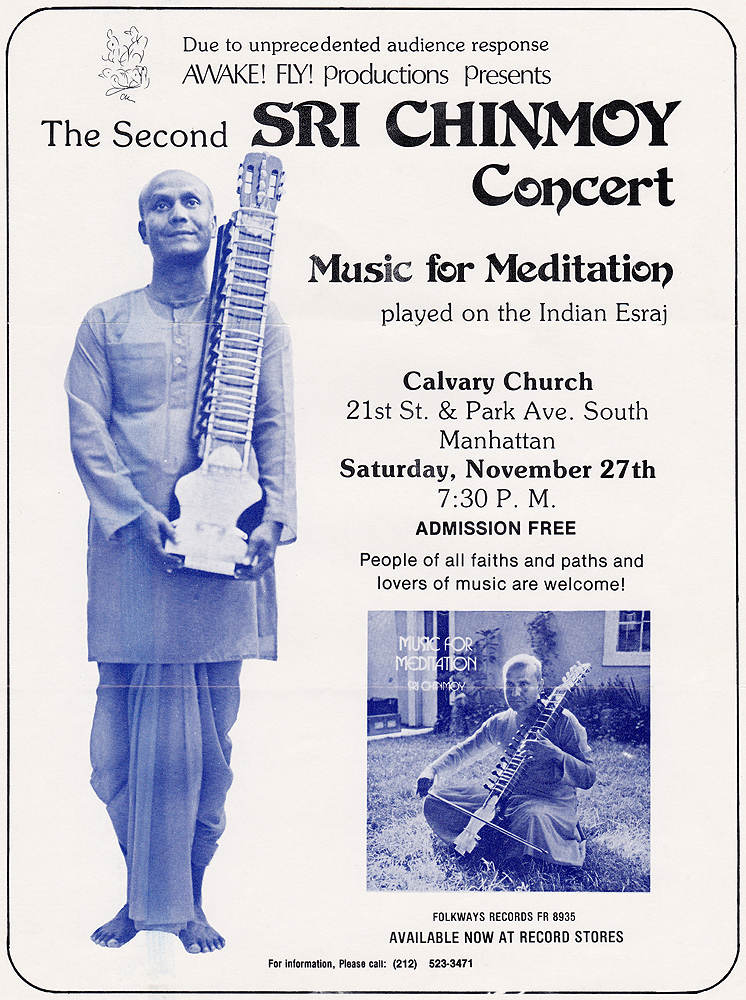 Due to unprecedented audience response
AWAKE! FLY! Productions Presents
The Second SRI CHINMOY
Concert
Music for Meditation
played on the Indian Esraj
Calvary Church
21st St. & Park Ave. South
Manhattan
Saturday, November 27th
7:30 P. M.
ADMISSION FREE
People of all faiths and paths and
lovers of music are welcome!
MUSIC FOR
MEDITATION
SRI CHINMOY
FOLKWAYS RECORDS FR 8935
AVAILABLE NOW AT RECORD STORES
For information, Please call: (212) 523-3471